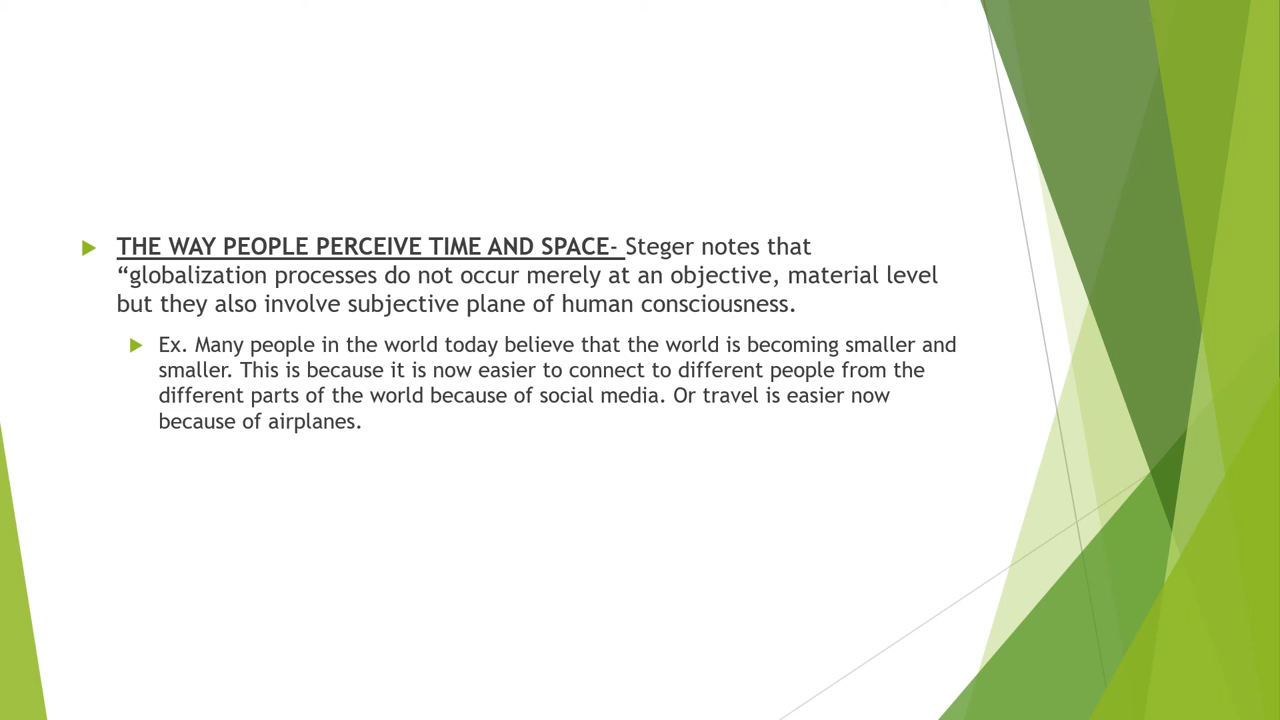 THE WAY PEOPLE PERCEIVE TIME AND SPACE- Steger notes that
“globalization processes do not occur merely at an objective, material level
but they also involve subjective plane of human consciousness.
Ex. Many people in the world today believe that the world is becoming smaller and
smaller. This is because it is now easier to connect to different people from the
different parts of the world because of social media. Or travel is easier now
because of airplanes.